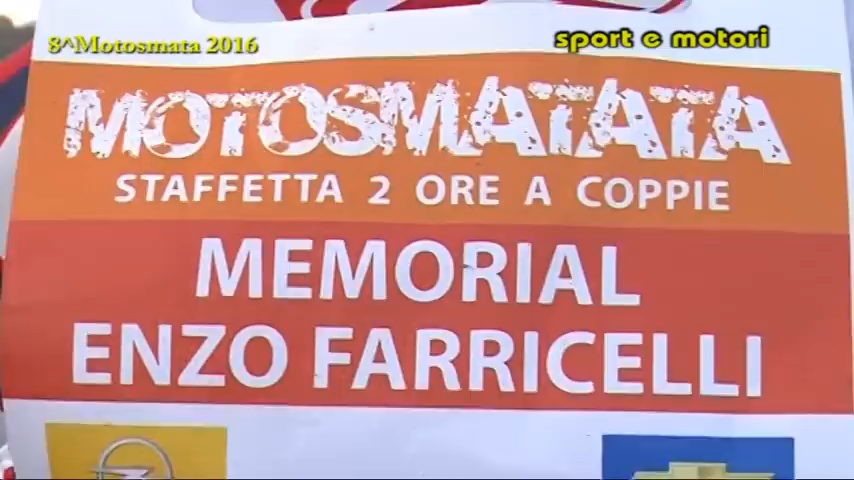 8^Motosmata 2016
sport e motori
MOTOSMATATA
STAFFETTA 2 ORE A COPPIE
MEMORIAL
ENZO FARRICELLI